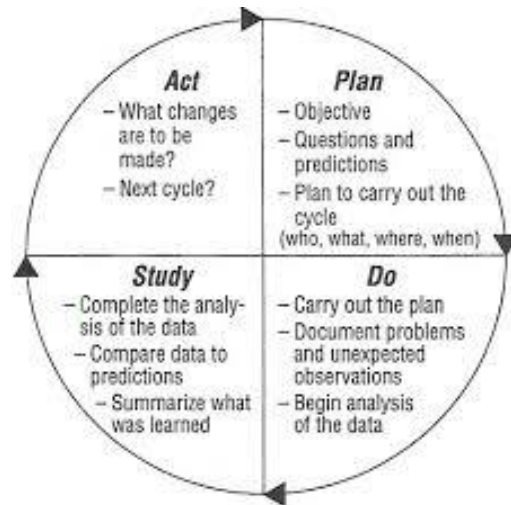 Act
– What changes
are to be
made?
– Next cycle?
Plan
– Objective
– Questions and
predictions
– Plan to carry out the
cycle
(who, what, where, when)
Study
– Complete the analy-
sis of the data
– Compare data to
predictions
– Summarize what
was learned
Do
– Carry out the plan
– Document problems
and unexpected
observations
– Begin analysis
of the data